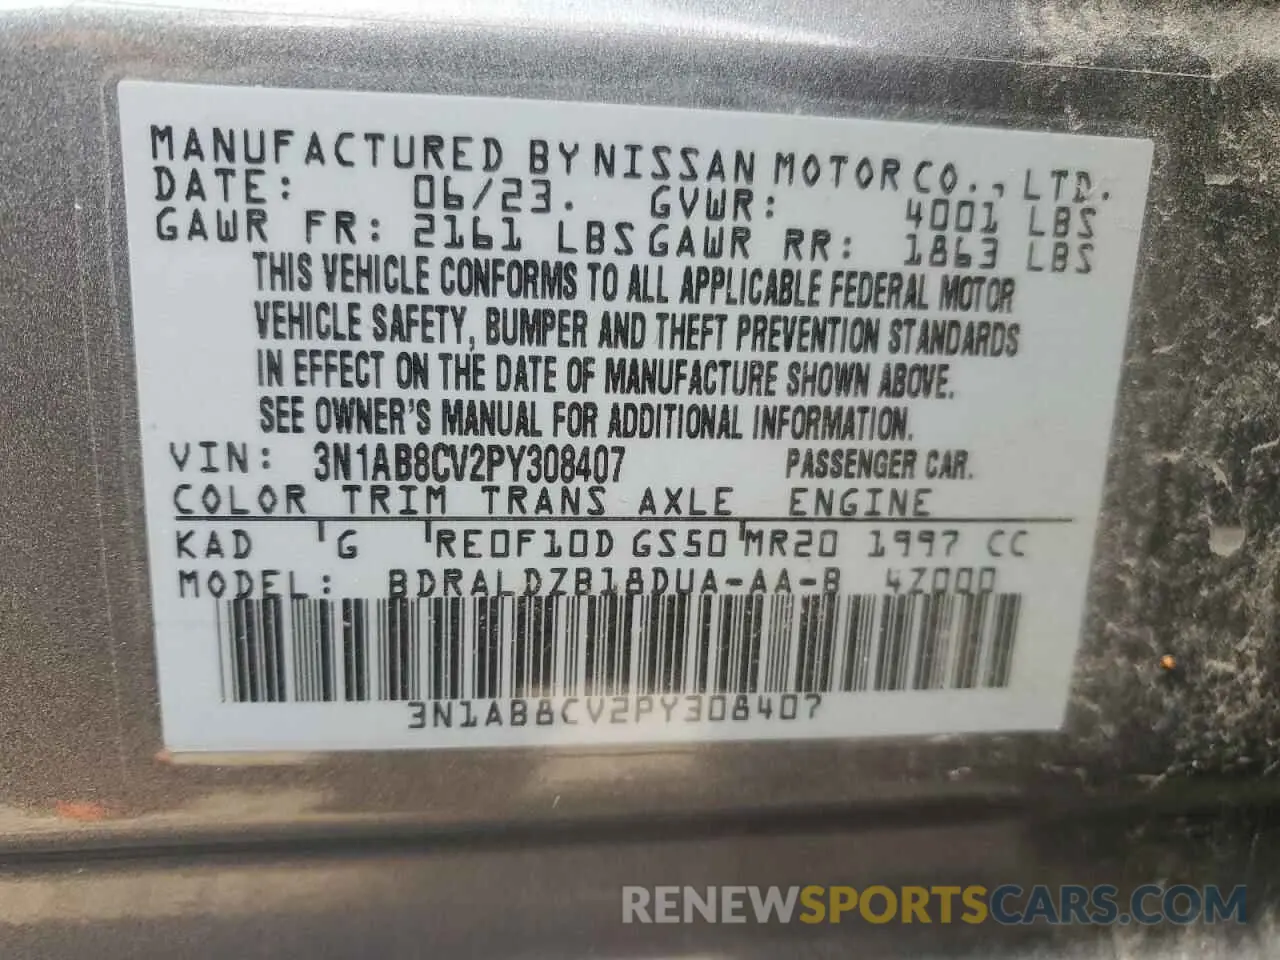 MANUFACTURED BY NISSAN MOTOR CO., LTD.
DATE: 06/23. GVWR: 4001 LBS
GAWR FR: 2161 LBS GAWR RR: 1863 LBS
THIS VEHICLE CONFORMS TO ALL APPLICABLE FEDERAL MOTOR
VEHICLE SAFETY, BUMPER AND THEFT PREVENTION STANDARDS
IN EFFECT ON THE DATE OF MANUFACTURE SHOWN ABOVE.
SEE OWNER'S MANUAL FOR ADDITIONAL INFORMATION.
VIN: 3N1AB8CV2PY308407 PASSENGER CAR.
COLOR TRIM TRANS AXLE ENGINE
KAD G RE0F10D GS50 MR20 1997 CC
MODEL: BDRALDZB18DUA-AA-B 4Z000
3N1AB8CV2PY308407
RENEWSPORTSCARS.COM